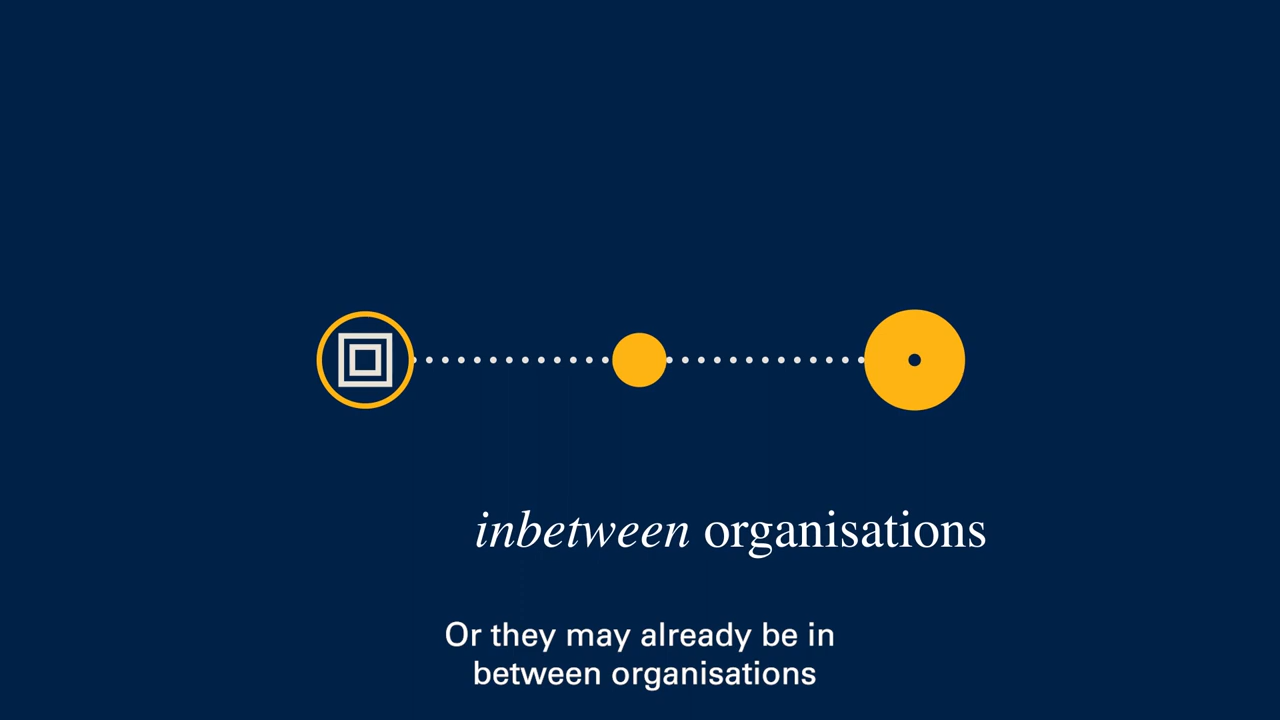 inbetween organisations
Or they may already be in
between organisations